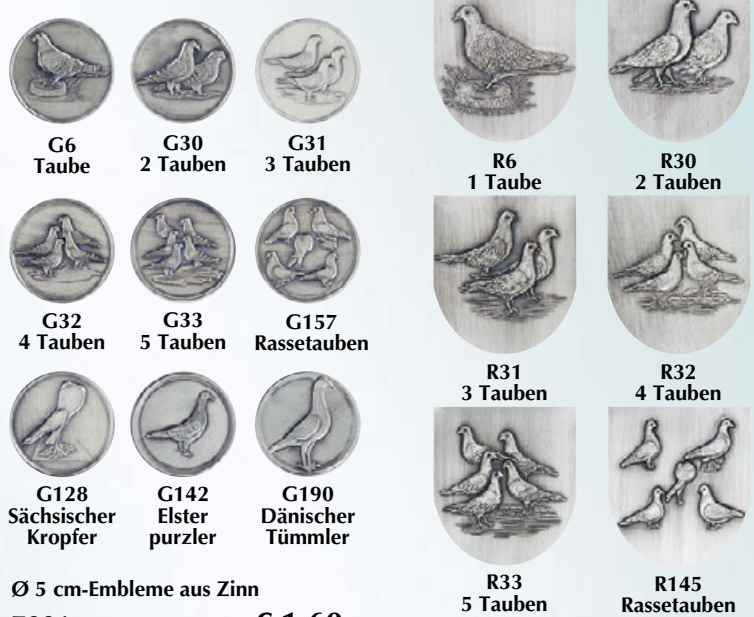 G6
Taube
G30
2 Tauben
G31
3 Tauben
G32
4 Tauben
G33
5 Tauben
G157
Rassetauben
G128
Sächsischer
Kropfer
G142
Elster
purzler
G190
Dänischer
Tümmler
Ø 5 cm-Embleme aus Zinn
R6
1 Taube
R30
2 Tauben
R31
3 Tauben
R32
4 Tauben
R33
5 Tauben
R145
Rassetauben